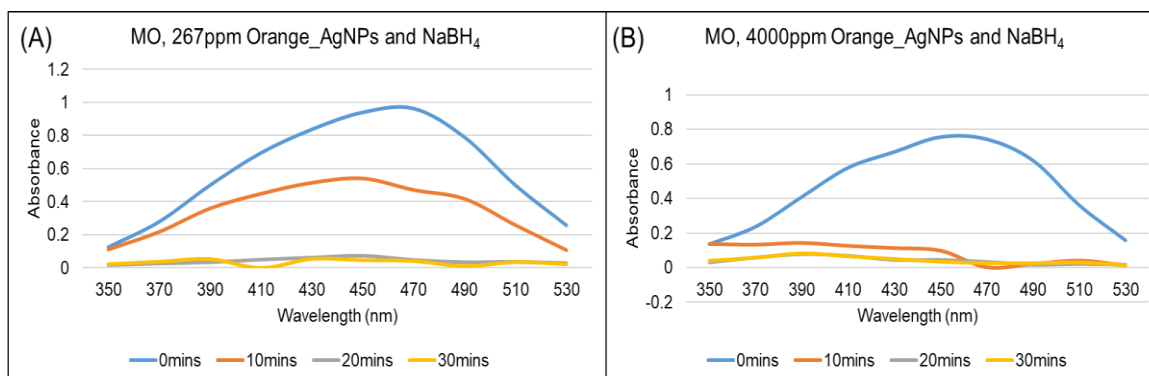 (A)
MO, 267ppm Orange_AgNPs and NaBH₄
1.2
1
0.8
0.6
0.4
0.2
0
Absorbance
350 370 390 410 430 450 470 490 510 530
Wavelength (nm)
0mins 10mins 20mins 30mins
(B)
MO, 4000ppm Orange_AgNPs and NaBH₄
1
0.8
0.6
0.4
0.2
0
-0.2
Absorbance
350 370 390 410 430 450 470 490 510 530
Wavelength (nm)
0mins 10mins 20mins 30mins